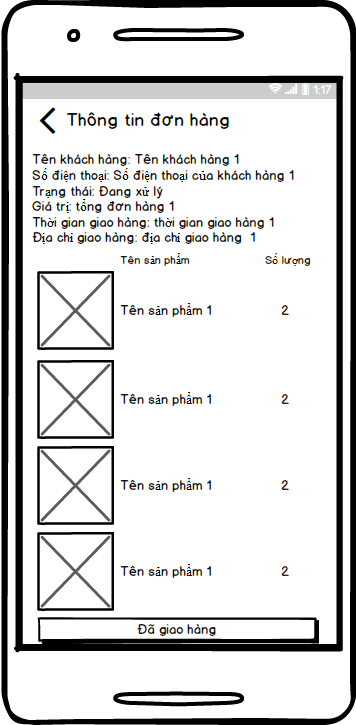 1:17
Thông tin đơn hàng
Tên khách hàng: Tên khách hàng 1
Số điện thoại: Số điện thoại của khách hàng 1
Trạng thái: Đang xử lý
Giá trị: tổng đơn hàng 1
Thời gian giao hàng: thời gian giao hàng 1
Địa chỉ giao hàng: địa chỉ giao hàng 1
Tên sản phẩm Số lượng
Tên sản phẩm 1 2
Tên sản phẩm 1 2
Tên sản phẩm 1 2
Tên sản phẩm 1 2
Đã giao hàng